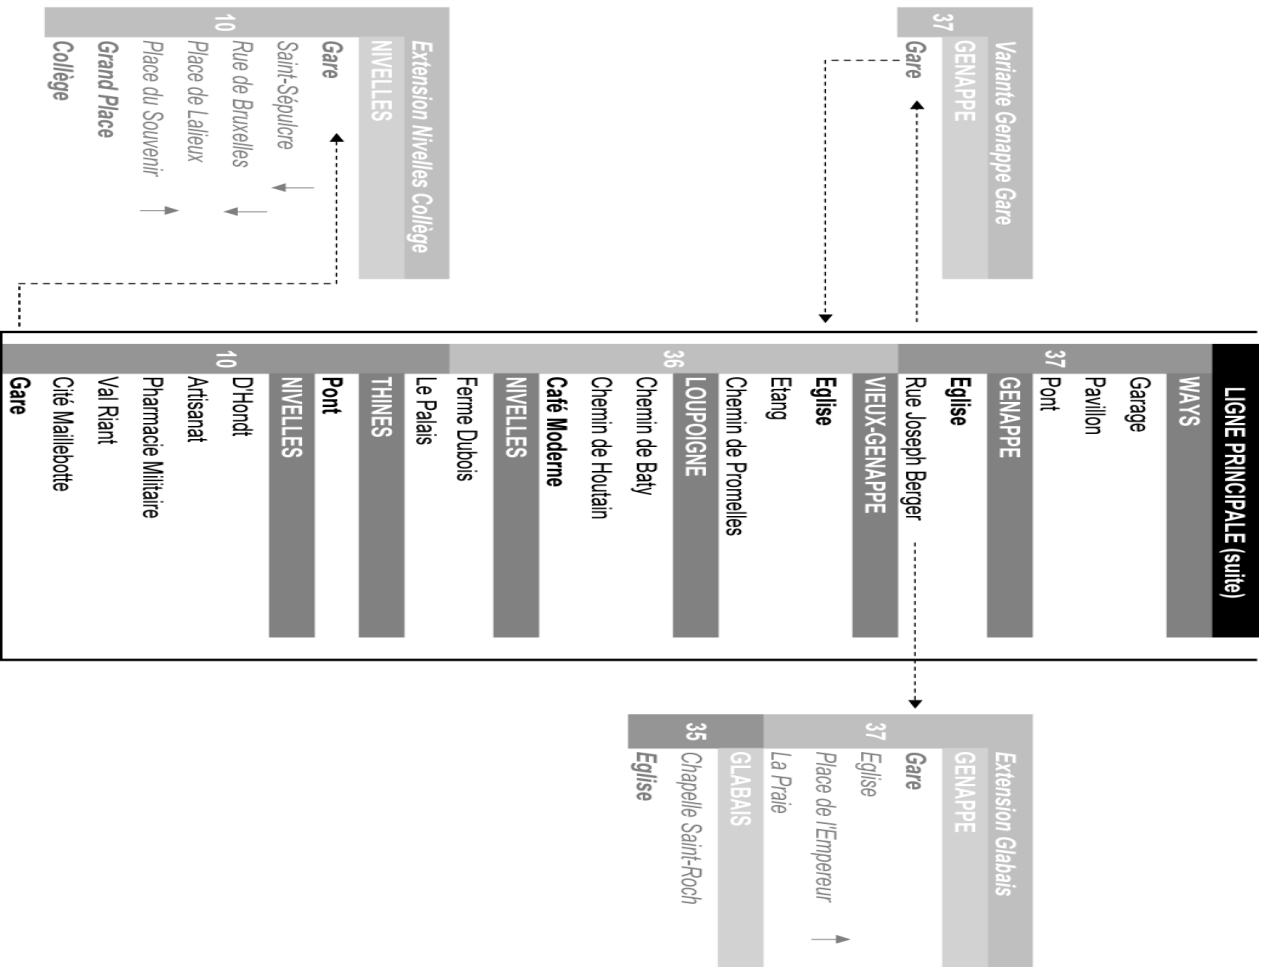 LIGNE PRINCIPALE (suite)
37
WAYS
Garage
Pavillon
Pont
GENAPPE
Eglise
Rue Joseph Berger
36
VIEUX-GENAPPE
Eglise
Etang
Chemin de Promelles
LOUPOIGNE
Chemin de Baty
Chemin de Houtain
Café Moderne
NIVELLES
Ferme Dubois
10
Le Palais
THINES
Pont
NIVELLES
D'Hondt
Artisanat
Pharmacie Militaire
Val Riant
Cité Maillebotte
Gare
Variante Genappe Gare
37
GENAPPE
Gare
Extension Nivelles Collège
10
NIVELLES
Gare
Saint-Sépulcre
Rue de Bruxelles
Place de Lalieux
Place du Souvenir
Grand Place
Collège
Extension Glabais
37
GENAPPE
Gare
Eglise
Place de l'Empereur
La Praie
35
GLABAIS
Chapelle Saint-Roch
Eglise